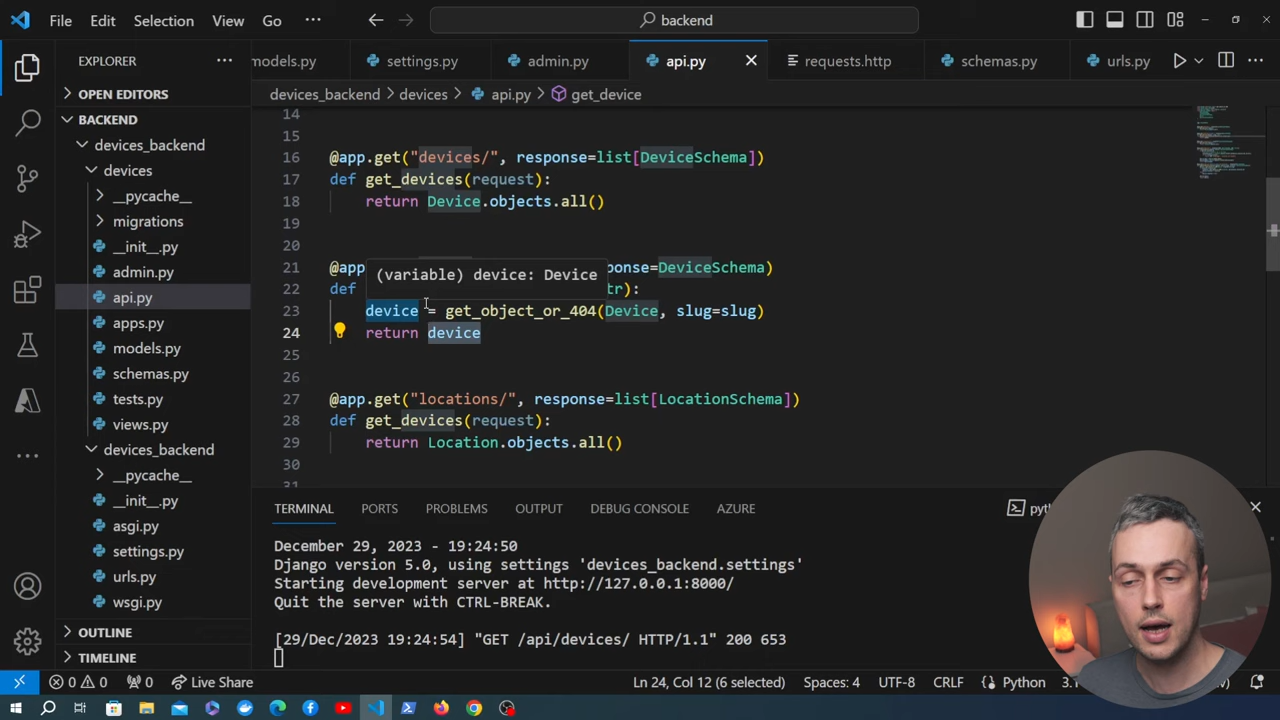 File Edit Selection View Go ··· backend
EXPLORER ···
OPEN EDITORS
BACKEND
devices_backend
devices
__pycache__
migrations
__init__.py
admin.py
api.py
apps.py
models.py
schemas.py
tests.py
views.py
devices_backend
__pycache__
__init__.py
asgi.py
settings.py
urls.py
wsgi.py
OUTLINE
TIMELINE
models.py settings.py admin.py api.py requests.http schemas.py urls.py
devices_backend > devices > api.py > get_device
14
15
16 @app.get("devices/", response=list[DeviceSchema])
17 def get_devices(request):
18 return Device.objects.all()
19
20
21 @app onse=DeviceSchema)
(variable) device: Device
22 def tr):
23 device = get_object_or_404(Device, slug=slug)
24 return device
25
26
27 @app.get("locations/", response=list[LocationSchema])
28 def get_devices(request):
29 return Location.objects.all()
30
31
TERMINAL PORTS PROBLEMS OUTPUT DEBUG CONSOLE AZURE
December 29, 2023 - 19:24:50
Django version 5.0, using settings 'devices_backend.settings'
Starting development server at http://127.0.0.1:8000/
Quit the server with CTRL-BREAK.
[29/Dec/2023 19:24:54] "GET /api/devices/ HTTP/1.1" 200 653
0 0 0 Live Share Ln 24, Col 12 (6 selected) Spaces: 4 UTF-8 CRLF Python